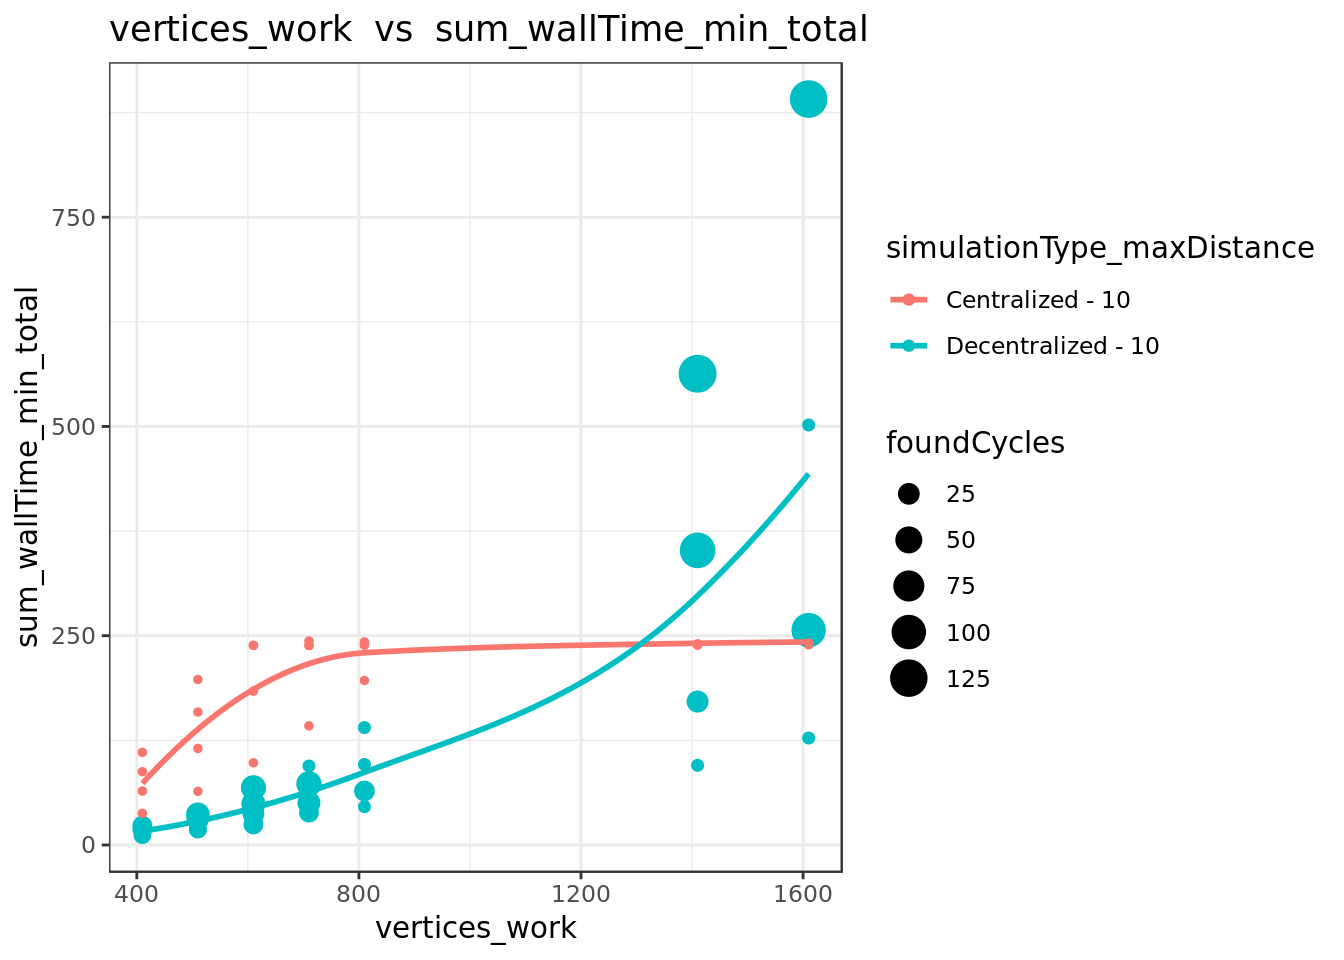 vertices_work vs sum_wallTime_min_total
sum_wallTime_min_total
750
500
250
0
400
800
1200
1600
vertices_work
simulationType_maxDistance
Centralized - 10
Decentralized - 10
foundCycles
25
50
75
100
125